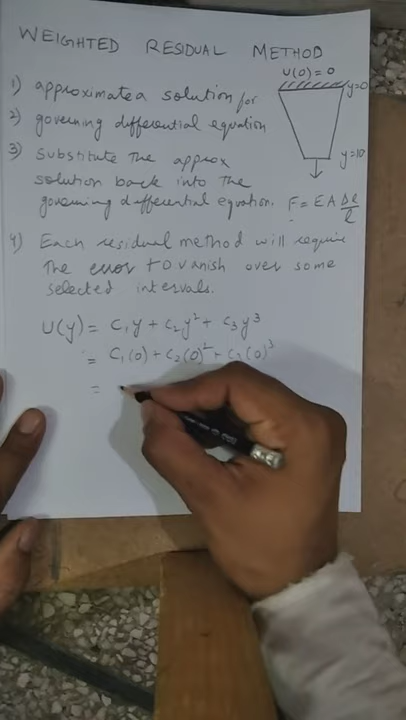 WEIGHTED RESIDUAL METHOD
U(0) = 0
y=0
1) approximate a solution for
2) governing differential equation
3) Substitute the approx
y=10
solution back into the
governing differential equation.
F = EA Δℓ/ℓ
4) Each residual method will require
the error to vanish over some
selected intervals.
U(y) = C₁y + C₂y² + C₃y³
= C₁(0) + C₂(0)² + C₃(0)³
=